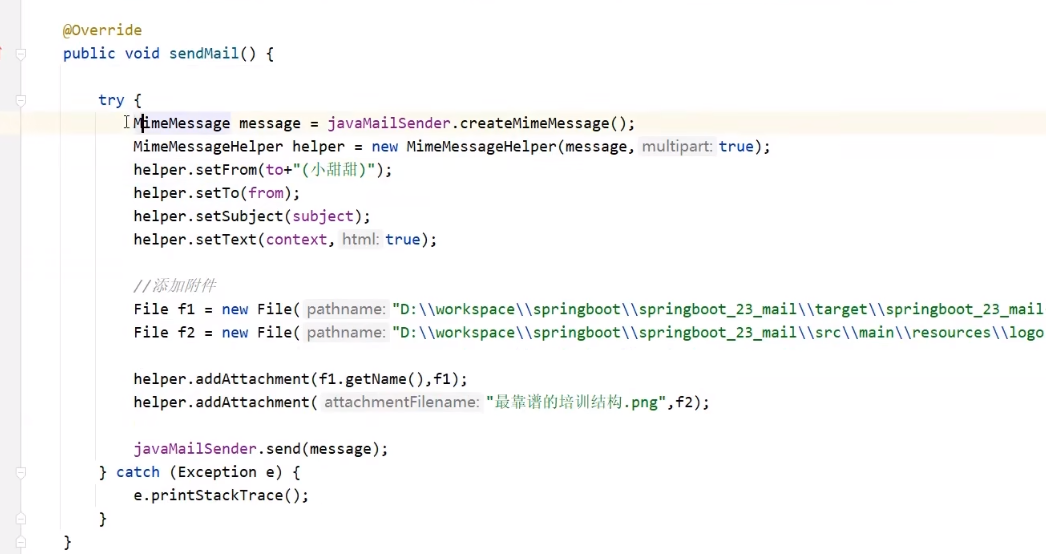 @Override
public void sendMail() {
try {
MimeMessage message = javaMailSender.createMimeMessage();
MimeMessageHelper helper = new MimeMessageHelper(message, multipart: true);
helper.setFrom(to+"(小甜甜)");
helper.setTo(from);
helper.setSubject(subject);
helper.setText(context, html: true);
//添加附件
File f1 = new File( pathname: "D:\\workspace\\springboot\\springboot_23_mail\\target\\springboot_23_mail
File f2 = new File( pathname: "D:\\workspace\\springboot\\springboot_23_mail\\src\\main\\resources\\logo
helper.addAttachment(f1.getName(),f1);
helper.addAttachment( attachmentFilename: "最靠谱的培训结构.png",f2);
javaMailSender.send(message);
} catch (Exception e) {
e.printStackTrace();
}
}